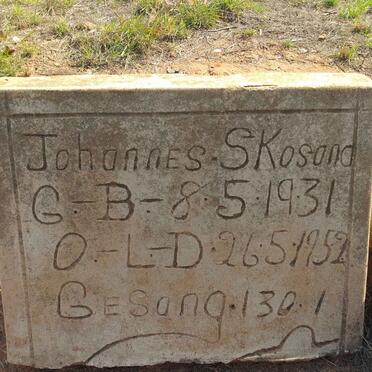 Johannes·SKosana
G-B-8·5·1931
O-L-D·26·5·1952
Gesang·130·1